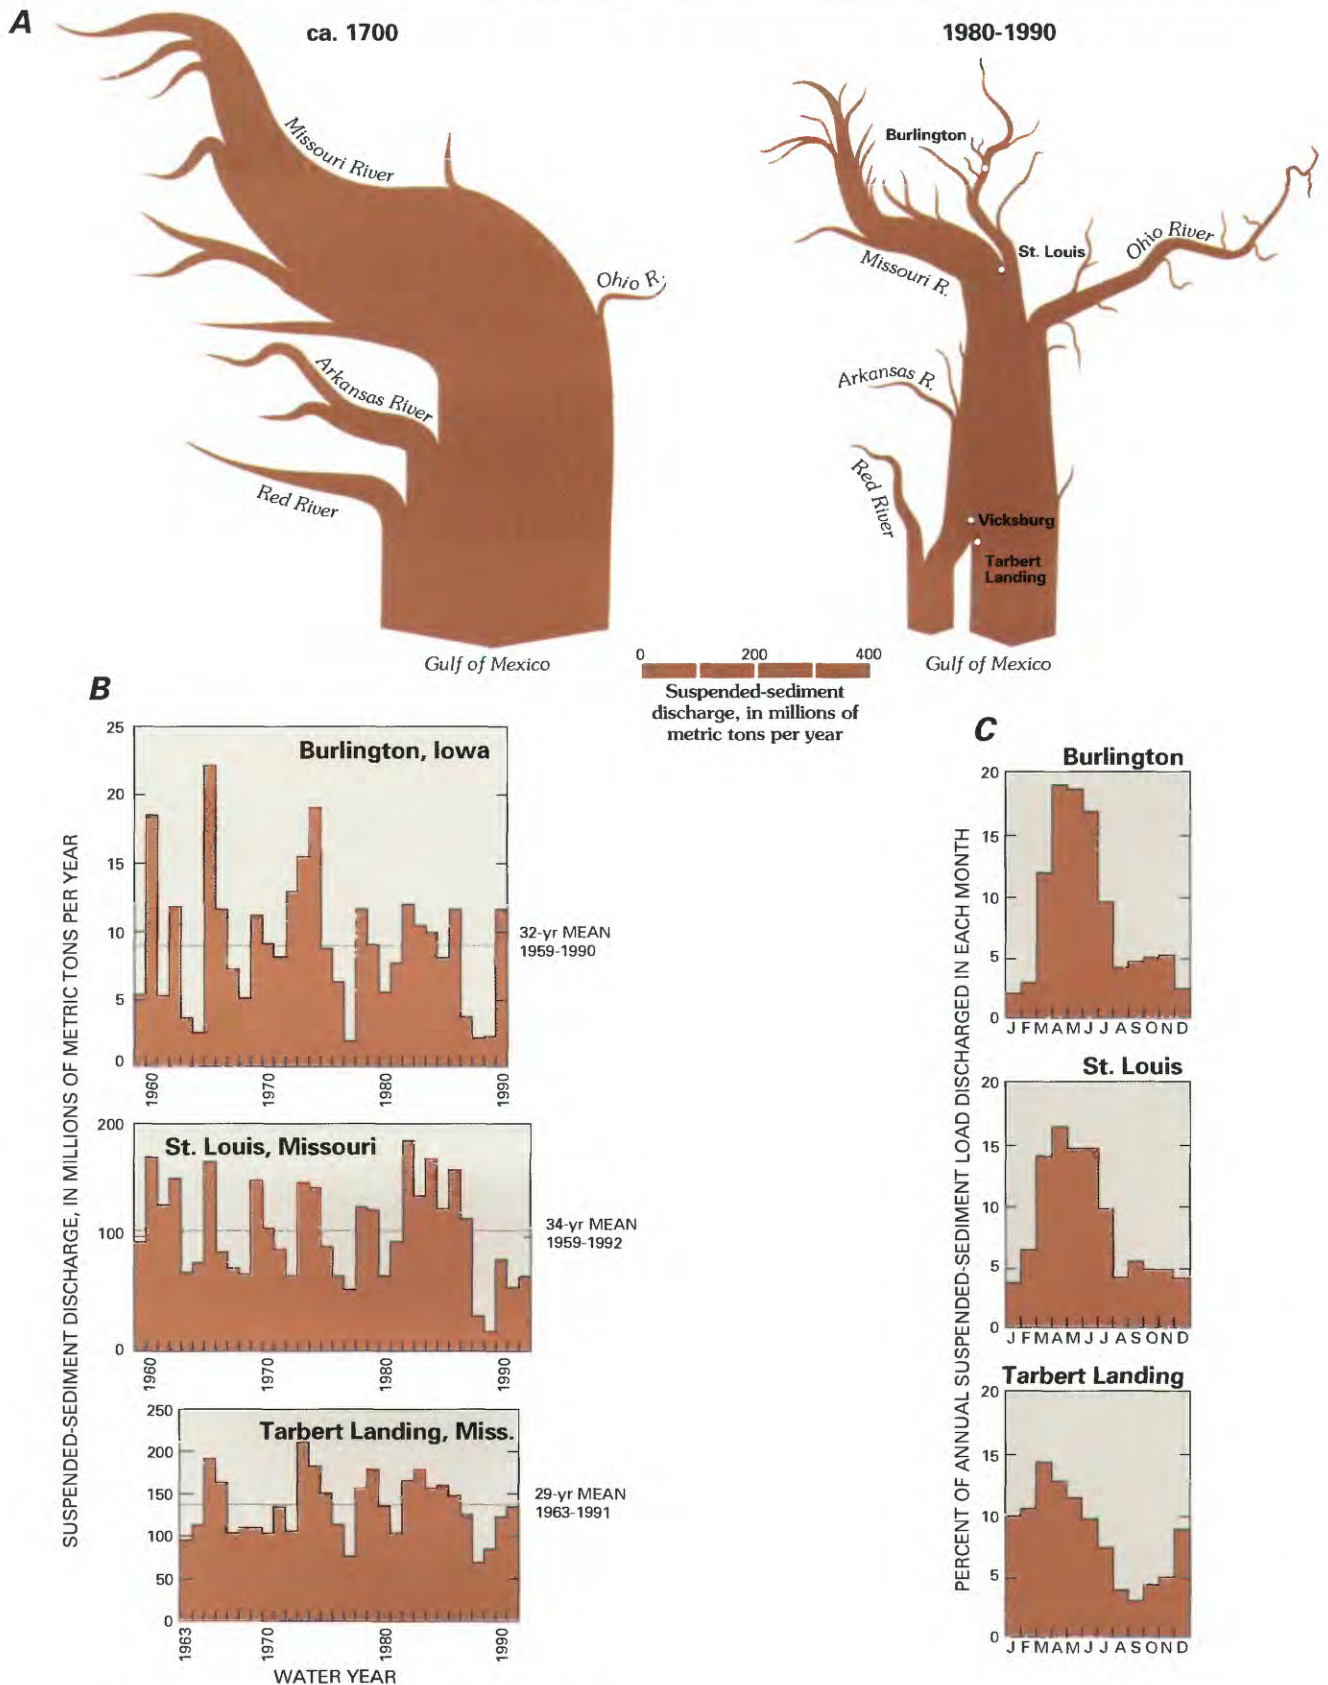 A
ca. 1700
1980-1990
Missouri River
Ohio R.
Arkansas River
Red River
Gulf of Mexico
Burlington
St. Louis
Ohio River
Missouri R.
Arkansas R.
Red River
Vicksburg
Tarbert
Landing
Gulf of Mexico
0 200 400
Suspended-sediment
discharge, in millions of
metric tons per year
B
SUSPENDED-SEDIMENT DISCHARGE, IN MILLIONS OF METRIC TONS PER YEAR
Burlington, Iowa
25
20
15
10
5
0
32-yr MEAN
1959-1990
1960 1970 1980 1990
St. Louis, Missouri
200
100
0
34-yr MEAN
1959-1992
1960 1970 1980 1990
Tarbert Landing, Miss.
250
200
150
100
50
0
29-yr MEAN
1963-1991
1963 1970 1980 1990
WATER YEAR
C
PERCENT OF ANNUAL SUSPENDED-SEDIMENT LOAD DISCHARGED IN EACH MONTH
Burlington
20
15
10
5
0
J F M A M J J A S O N D
St. Louis
20
15
10
5
0
J F M A M J J A S O N D
Tarbert Landing
20
15
10
5
0
J F M A M J J A S O N D